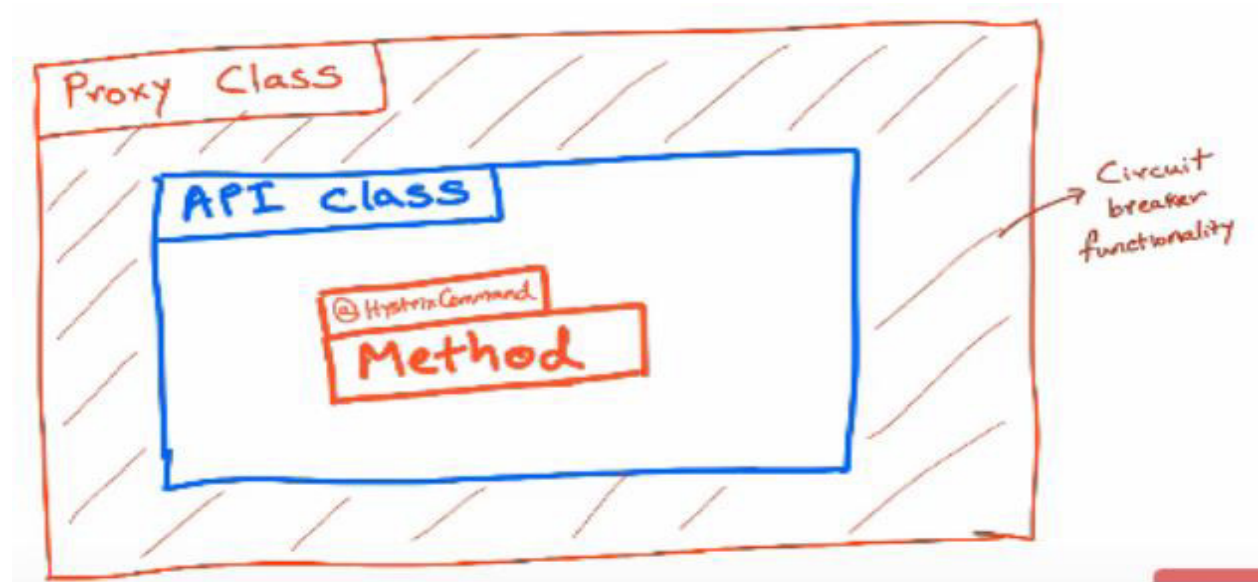 Proxy Class
API class
@HystrixCommand
Method
Circuit
breaker
functionality